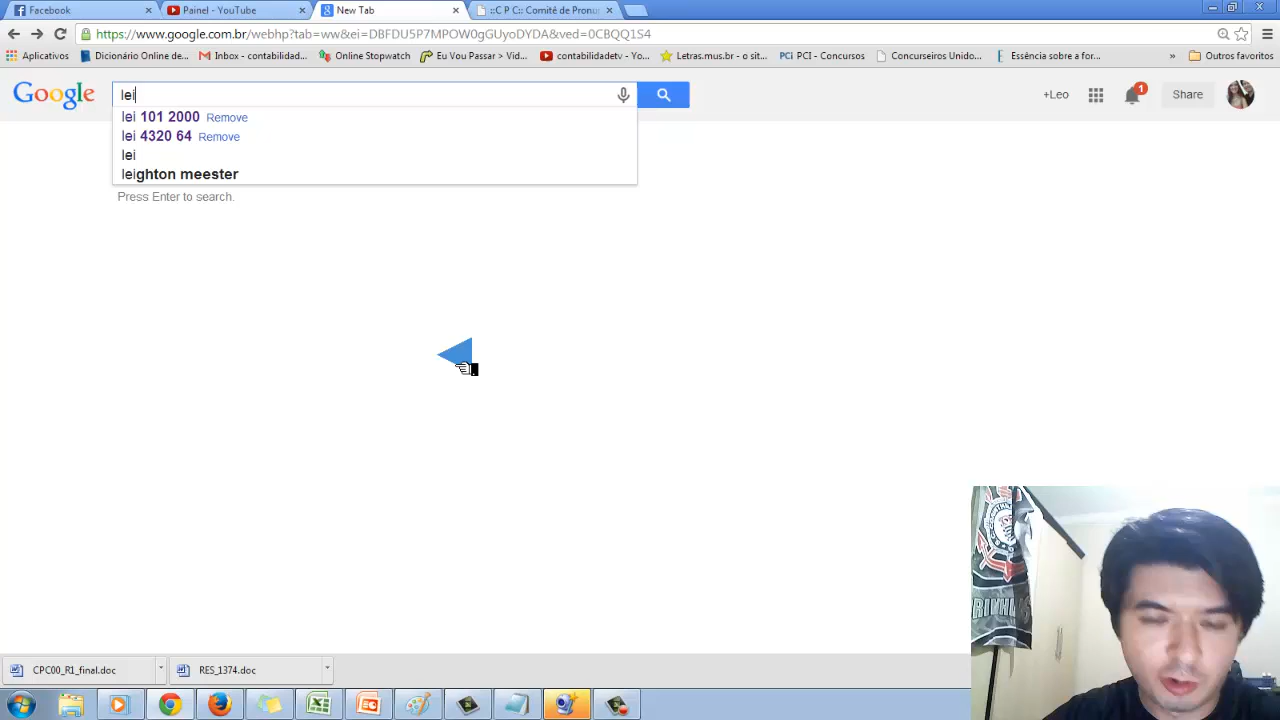 Facebook
Painel - YouTube
New Tab
::C P C:: Comitê de Pronu
https://www.google.com.br/webhp?tab=ww&ei=DBFDU5P7MPOW0gGUyoDYDA&ved=0CBQQ1S4
Aplicativos
Dicionário Online de...
Inbox - contabilidad...
Online Stopwatch
Eu Vou Passar > Vid...
contabilidadetv - Yo...
Letras.mus.br - o sit...
PCi PCI - Concursos
Concurseiros Unido...
Essência sobre a for...
»
Outros favoritos
Google
lei
+Leo
1
Share
lei 101 2000 Remove
lei 4320 64 Remove
lei
leighton meester
Press Enter to search.
CPC00_R1_final.doc
RES_1374.doc